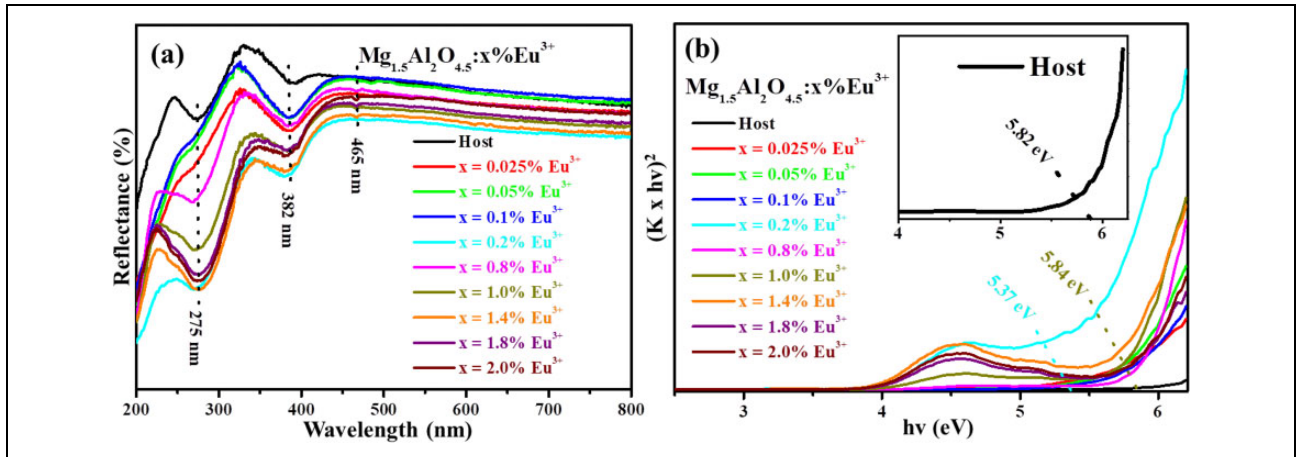 (a)
Mg1.5Al2O4.5:x%Eu3+
Reflectance (%)
275 nm
382 nm
465 nm
Host
x = 0.025% Eu3+
x = 0.05% Eu3+
x = 0.1% Eu3+
x = 0.2% Eu3+
x = 0.8% Eu3+
x = 1.0% Eu3+
x = 1.4% Eu3+
x = 1.8% Eu3+
x = 2.0% Eu3+
200 300 400 500 600 700 800
Wavelength (nm)
(b)
Mg1.5Al2O4.5:x%Eu3+
(K x hv)2
Host
x = 0.025% Eu3+
x = 0.05% Eu3+
x = 0.1% Eu3+
x = 0.2% Eu3+
x = 0.8% Eu3+
x = 1.0% Eu3+
x = 1.4% Eu3+
x = 1.8% Eu3+
x = 2.0% Eu3+
Host
5.82 eV
4 5 6
5.37 eV
5.84 eV
3 4 5 6
hv (eV)